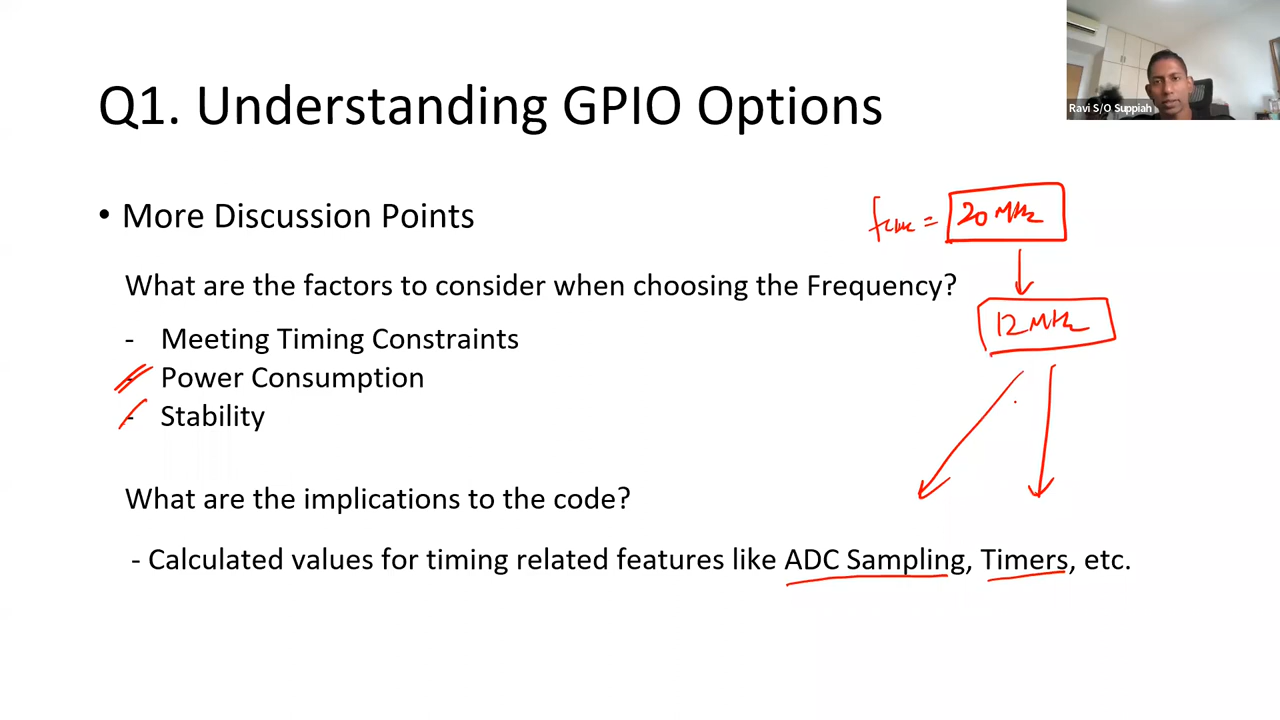 Q1. Understanding GPIO Options
Ravi S/O Suppiah
• More Discussion Points
= 20 MHz
What are the factors to consider when choosing the Frequency?
12 MHz
- Meeting Timing Constraints
- Power Consumption
- Stability
What are the implications to the code?
- Calculated values for timing related features like ADC Sampling, Timers, etc.